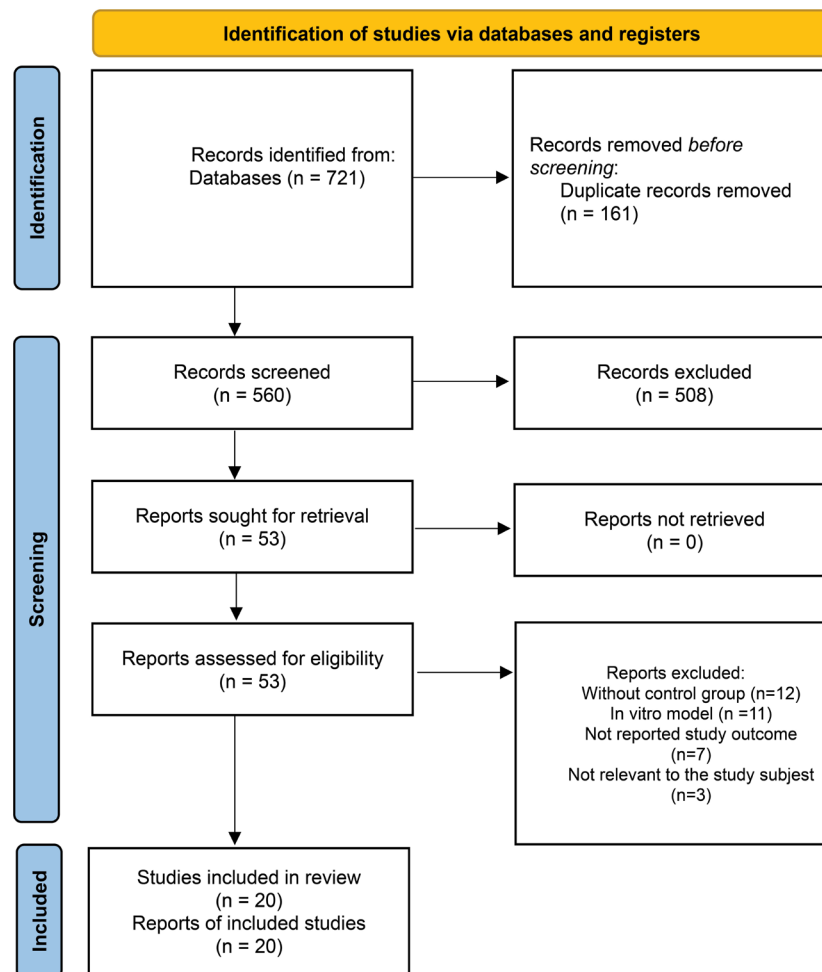 Identification of studies via databases and registers
Identification
Records identified from:
Databases (n = 721)
Records removed before
screening:
Duplicate records removed
(n = 161)
Screening
Records screened
(n = 560)
Records excluded
(n = 508)
Reports sought for retrieval
(n = 53)
Reports not retrieved
(n = 0)
Reports assessed for eligibility
(n = 53)
Reports excluded:
Without control group (n=12)
In vitro model (n =11)
Not reported study outcome
(n=7)
Not relevant to the study subjest
(n=3)
Included
Studies included in review
(n = 20)
Reports of included studies
(n = 20)